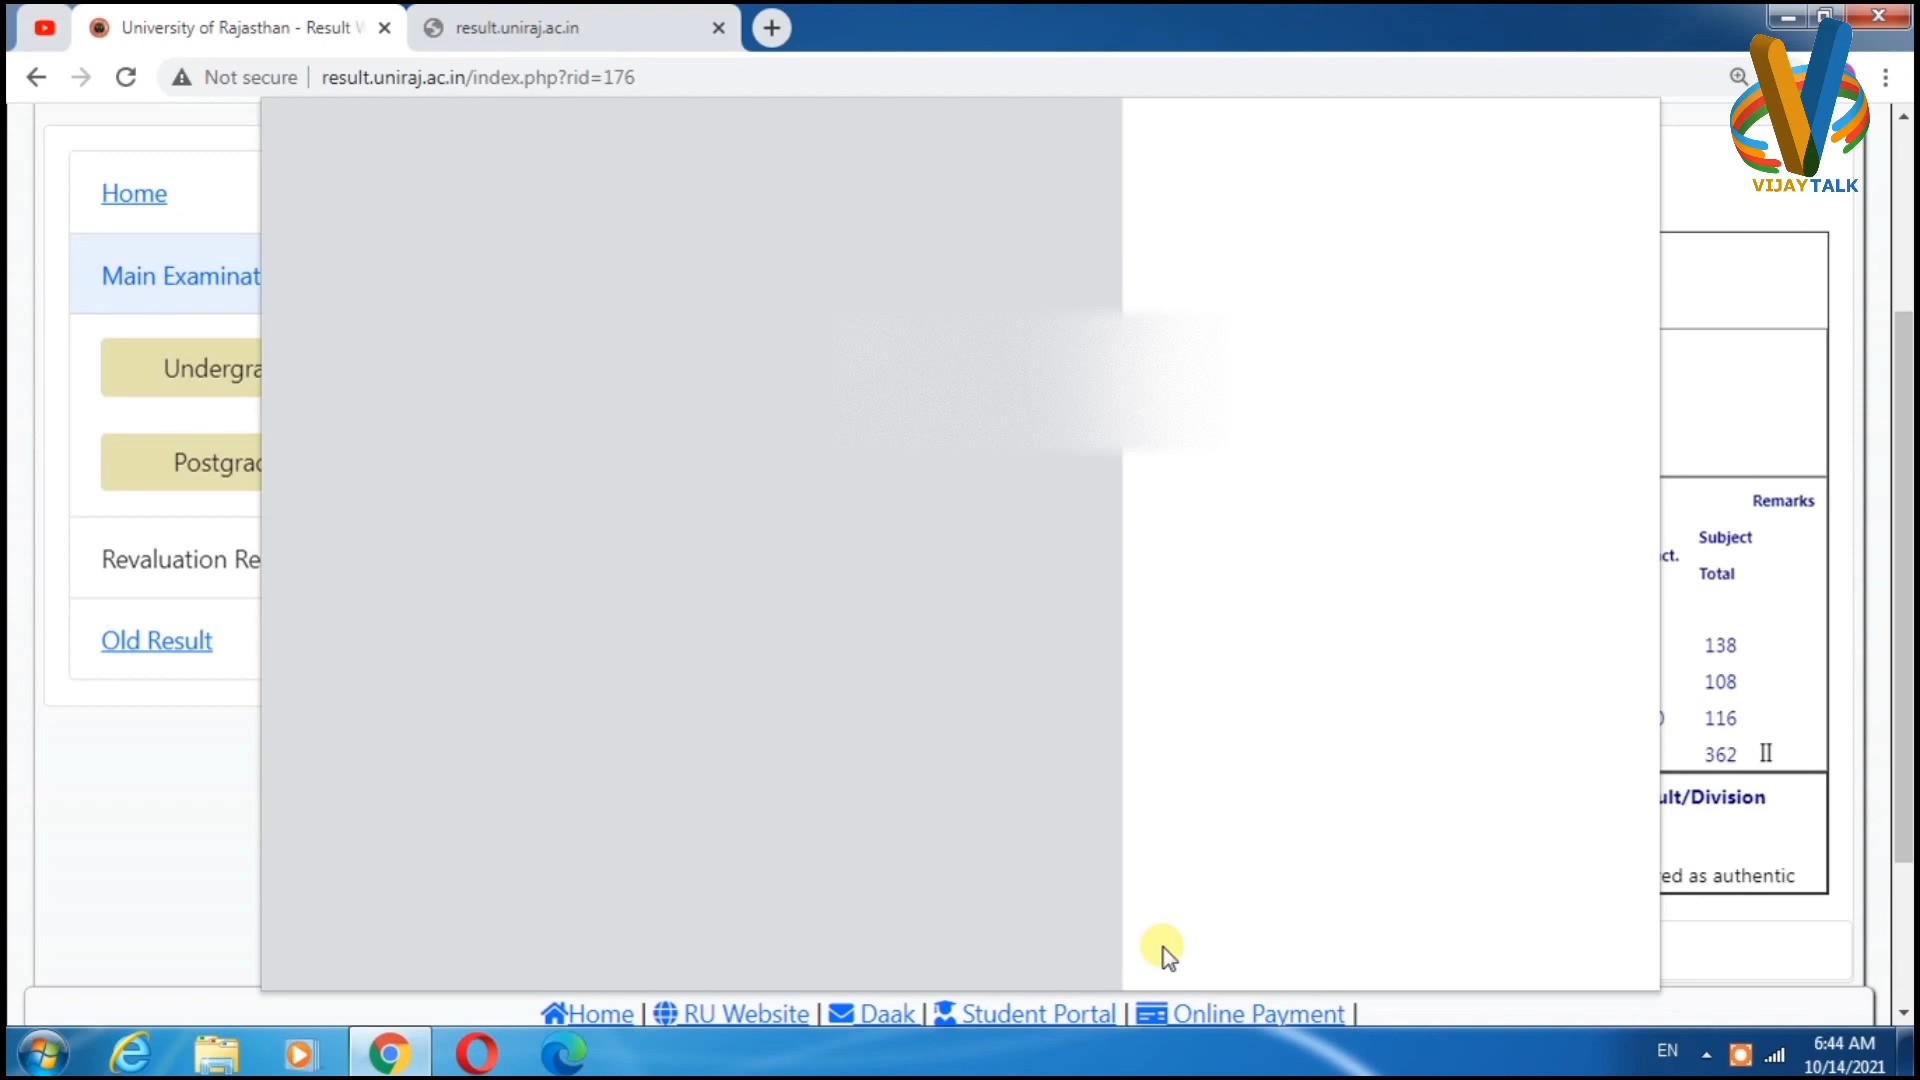 University of Rajasthan - Result W
result.uniraj.ac.in
Not secure
result.uniraj.ac.in/index.php?rid=176
VIJAYTALK
Home
Main Examinat
Undergra
Postgrad
Revaluation Re
Old Result
Remarks
Subject
ct.
Total
138
108
116
362 II
ult/Division
ed as authentic
Home | RU Website | Daak | Student Portal | Online Payment |
EN
6:44 AM
10/14/2021